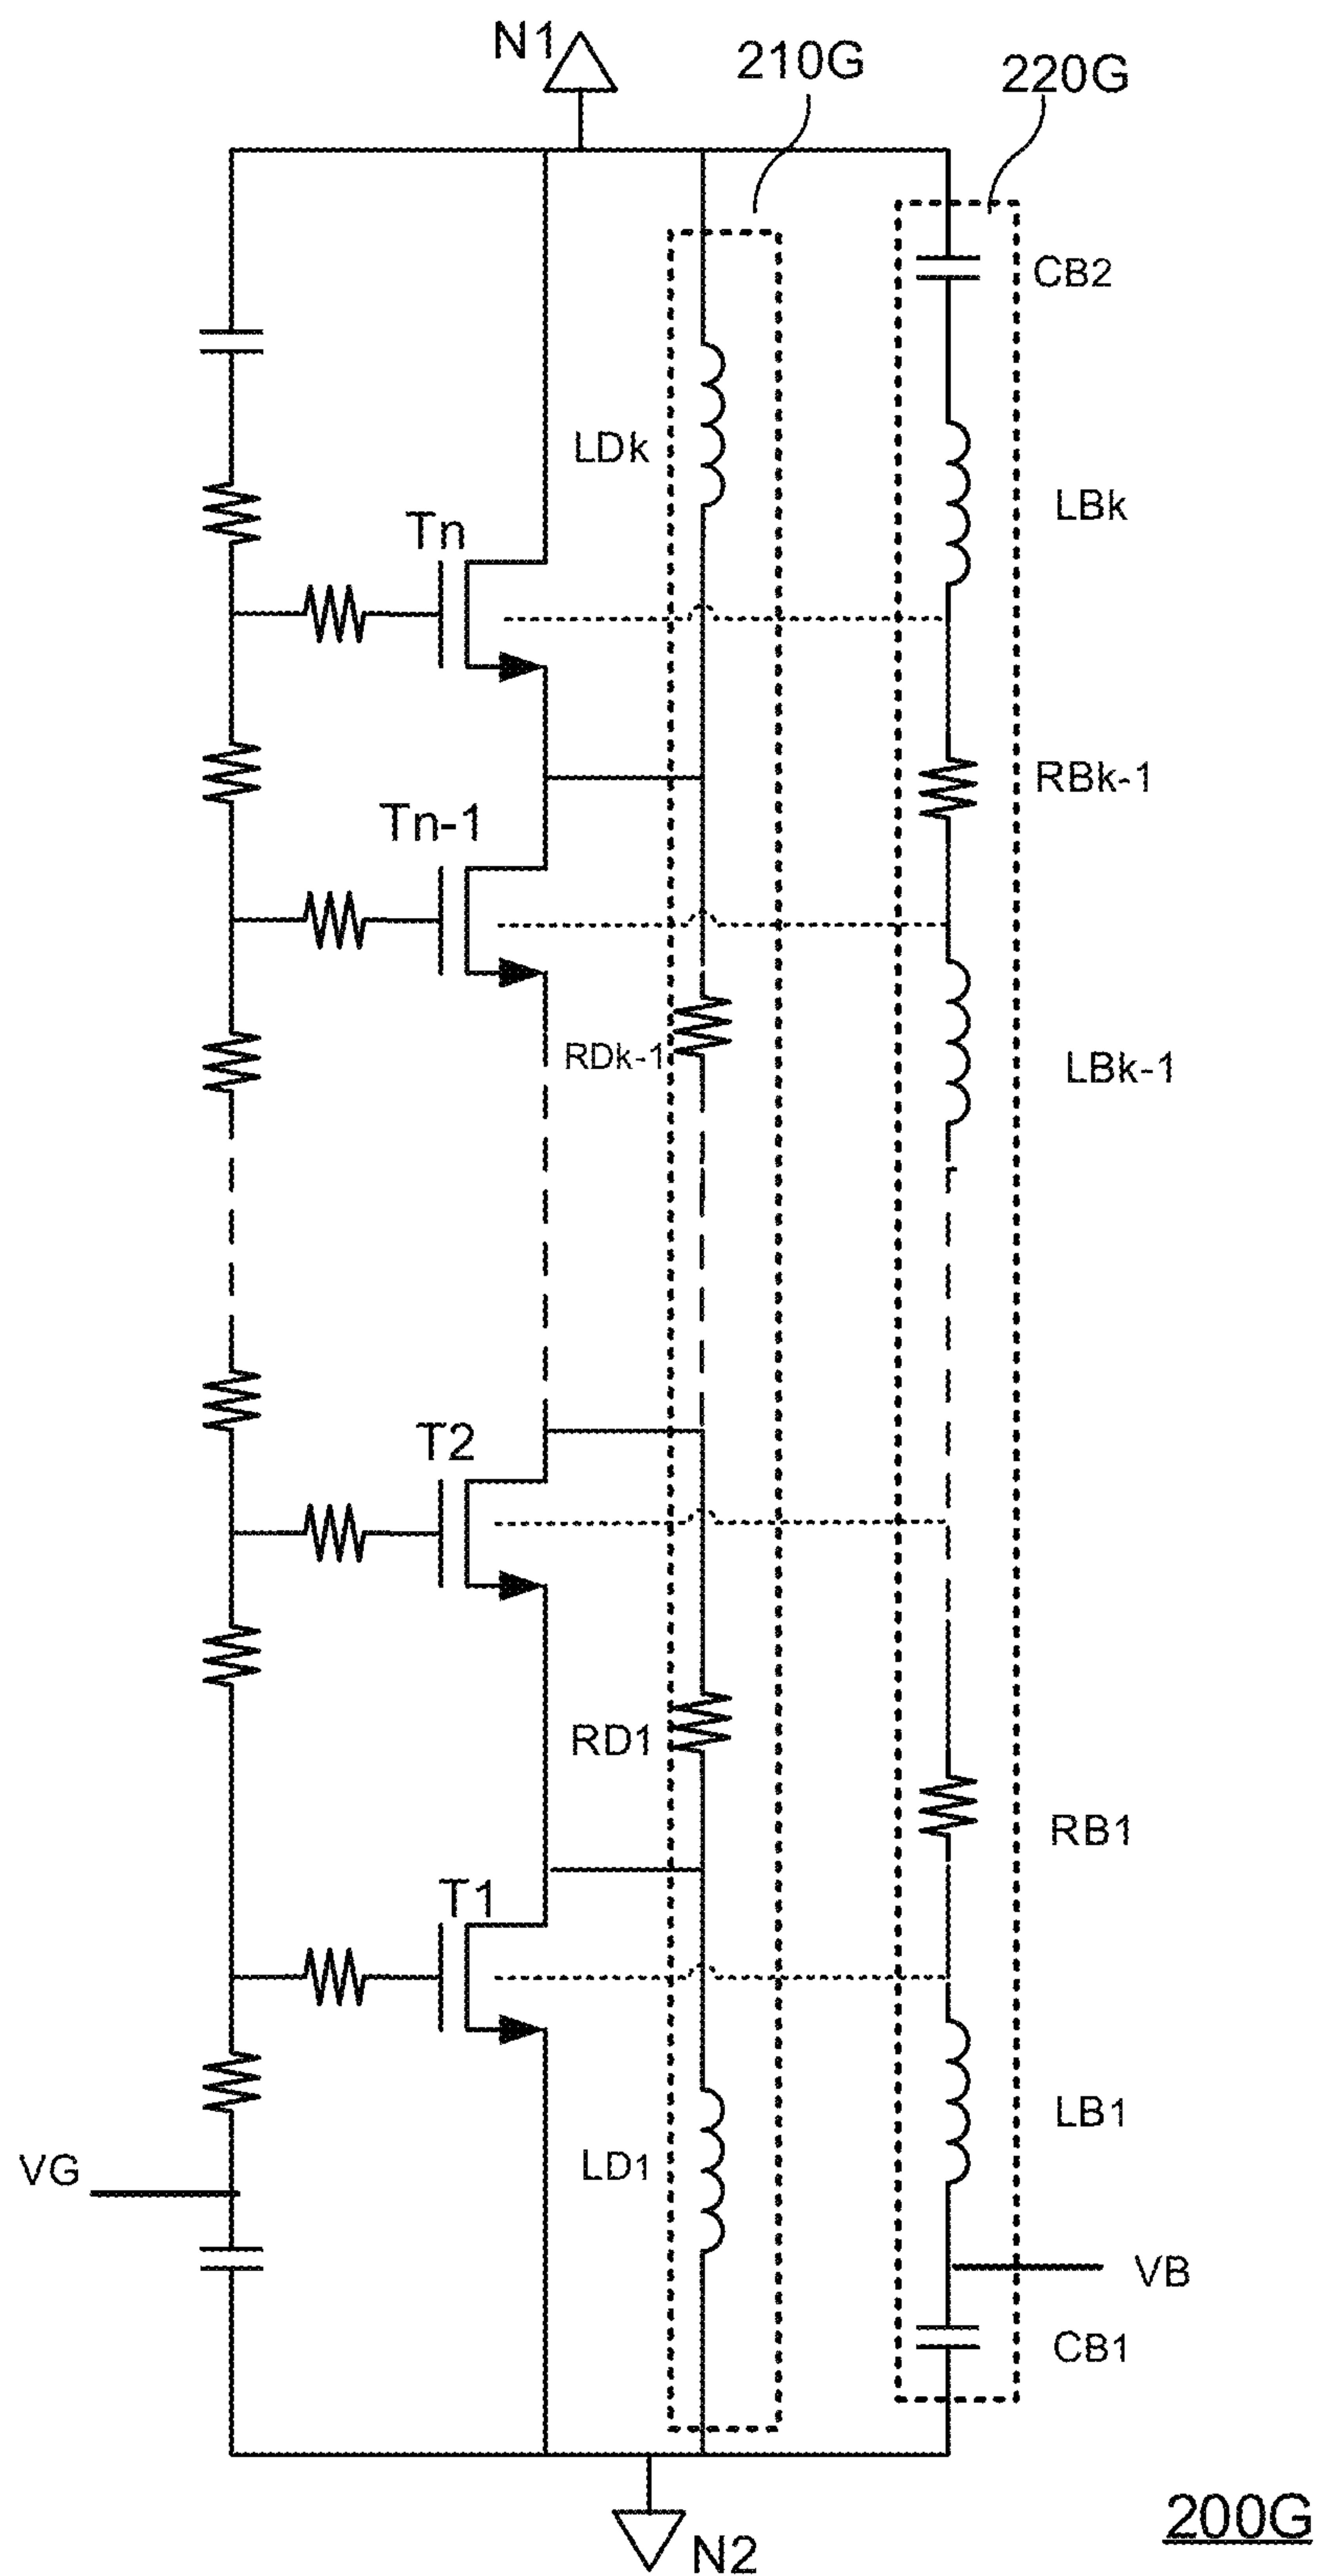 N1
210G
220G
CB2
LDk
LBk
Tn
RBk-1
Tn-1
RDk-1
LBk-1
T2
RD1
RB1
T1
LB1
LD1
VG
VB
CB1
200G
N2